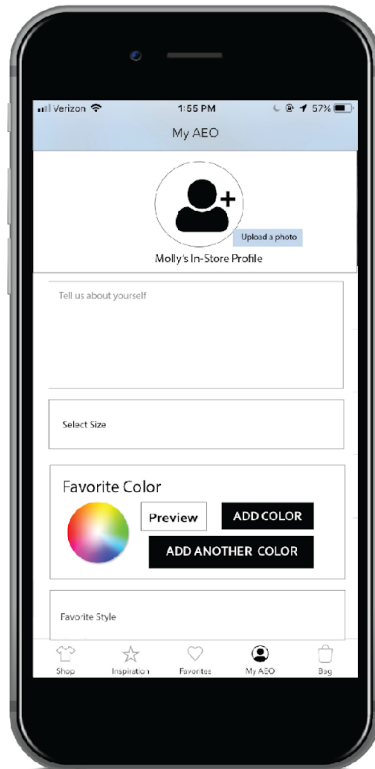 Verizon 1:55 PM 57%
My AEO
Upload a photo
Molly's In-Store Profile
Tell us about yourself
Select Size
Favorite Color
Preview ADD COLOR
ADD ANOTHER COLOR
Favorite Style
Shop Inspiration Favorites My AEO Bag